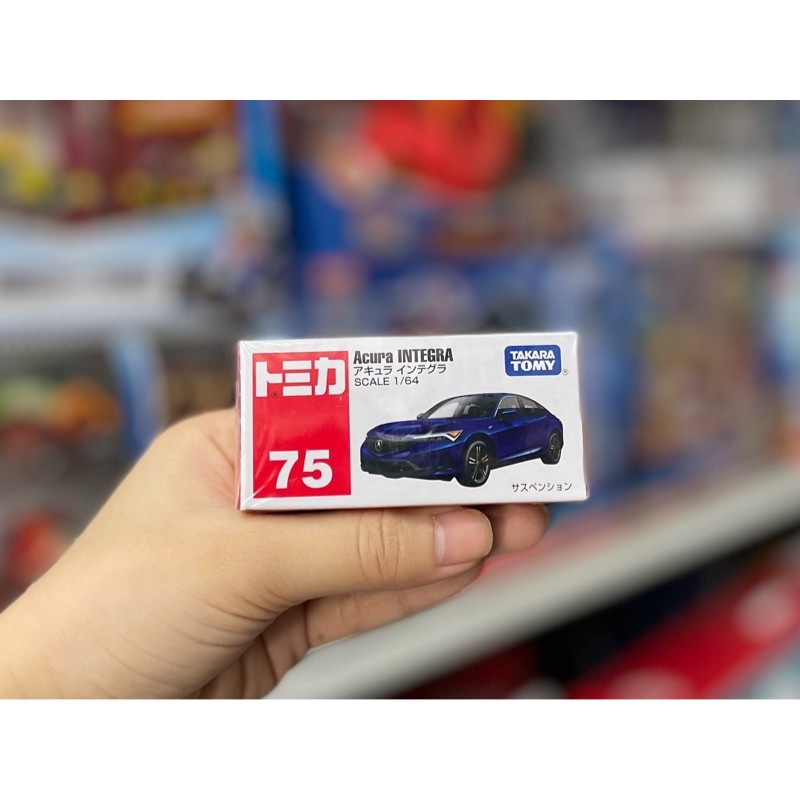 トミカ®
75
Acura INTEGRA
アキュラ インテグラ
SCALE 1/64
TAKARA
TOMY®
サスペンション